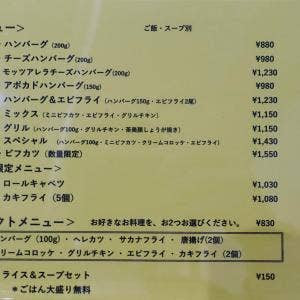 ュー＞ ご飯・スープ別
・ハンバーグ (200g) ¥880
・チーズハンバーグ(200g) ¥980
・モッツアレラチーズハンバーグ(200g) ¥1,230
・アボカドハンバーグ(150g) ¥980
・ハンバーグ＆エビフライ (ハンバーグ150g・エビフライ2尾) ¥1,230
・ミックス (ミニビフカツ・エビフライ・グリルチキン) ¥1,150
・グリル (ハンバーグ100g・グリルチキン・茶美豚しょうが焼き) ¥1,150
・スペシャル (ハンバーグ100g・ミニビフカツ・クリームコロッケ・エビフライ) ¥1,430
・ビフカツ (数量限定) ¥1,550
限定メニュー＞
・ロールキャベツ ¥1,030
・カキフライ（5個） ¥1,080
クトメニュー＞ お好きなお料理を、お2つお選びください。 ¥830
ンバーグ（100g）・ヘレカツ・サカナフライ・唐揚げ(2個)
リームコロッケ・グリルチキン・エビフライ・カキフライ（2個）
ライス＆スープセット ¥150
＊ごはん大盛り無料